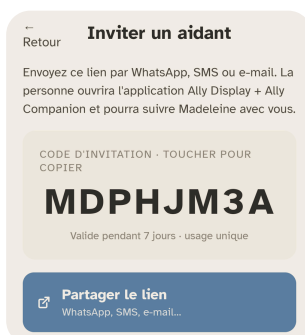 ←
Retour
Inviter un aidant
Envoyez ce lien par WhatsApp, SMS ou e-mail. La
personne ouvrira l'application Ally Display + Ally
Companion et pourra suivre Madeleine avec vous.
CODE D'INVITATION · TOUCHER POUR
COPIER
MDPHJM3A
Valide pendant 7 jours · usage unique
Partager le lien
WhatsApp, SMS, e-mail...